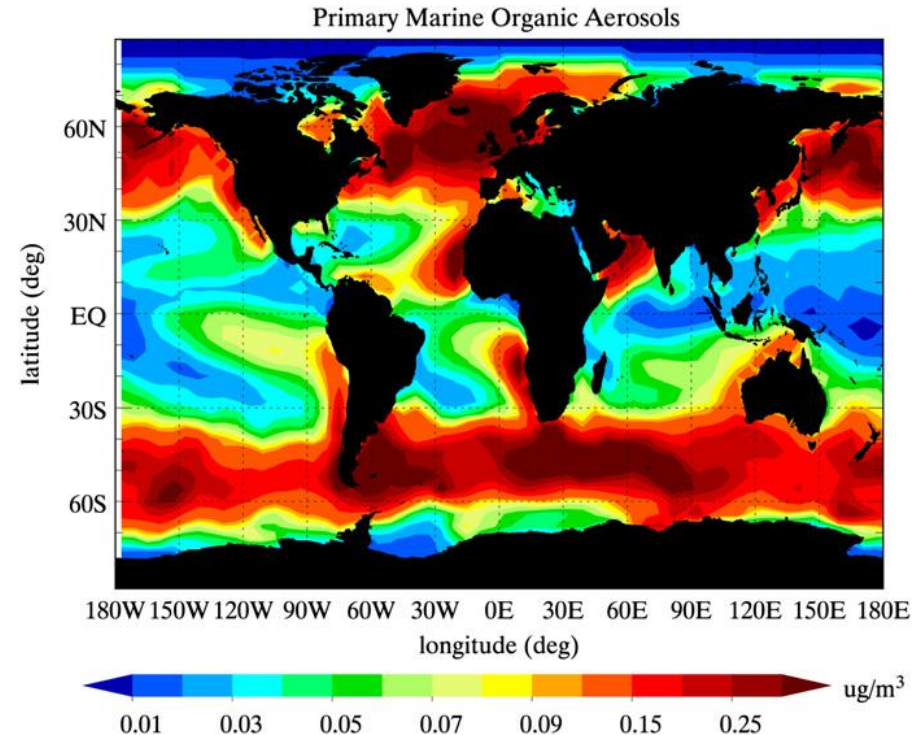 Primary Marine Organic Aerosols
60N
30N
EQ
30S
60S
latitude (deg)
180W 150W 120W 90W 60W 30W 0E 30E 60E 90E 120E 150E 180E
longitude (deg)
ug/m³
0.01 0.03 0.05 0.07 0.09 0.15 0.25